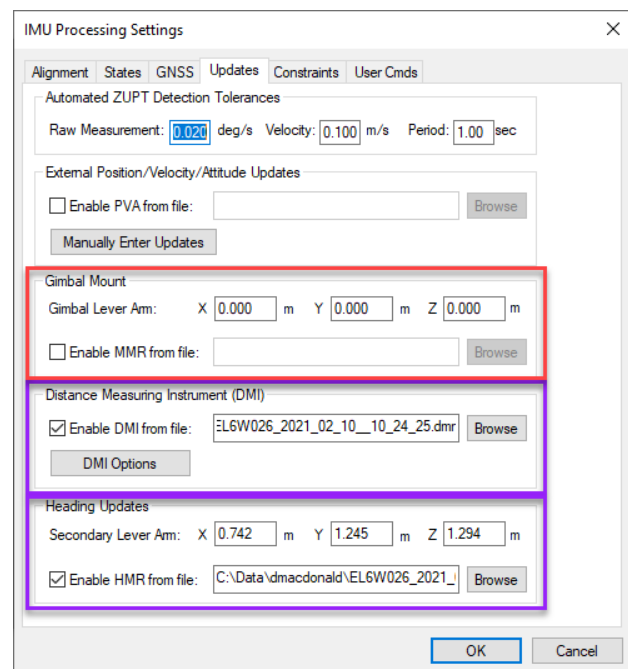 IMU Processing Settings
Alignment States GNSS Updates Constraints User Cmds
Automated ZUPT Detection Tolerances
Raw Measurement: 0.020 deg/s Velocity: 0.100 m/s Period: 1.00 sec
External Position/Velocity/Attitude Updates
Enable PVA from file: Browse
Manually Enter Updates
Gimbal Mount
Gimbal Lever Arm: X 0.000 m Y 0.000 m Z 0.000 m
Enable MMR from file: Browse
Distance Measuring Instrument (DMI)
Enable DMI from file: EL6W026_2021_02_10__10_24_25.dmr Browse
DMI Options
Heading Updates
Secondary Lever Arm: X 0.742 m Y 1.245 m Z 1.294 m
Enable HMR from file: C:\Data\dmacdonald\EL6W026_2021_ Browse
OK Cancel